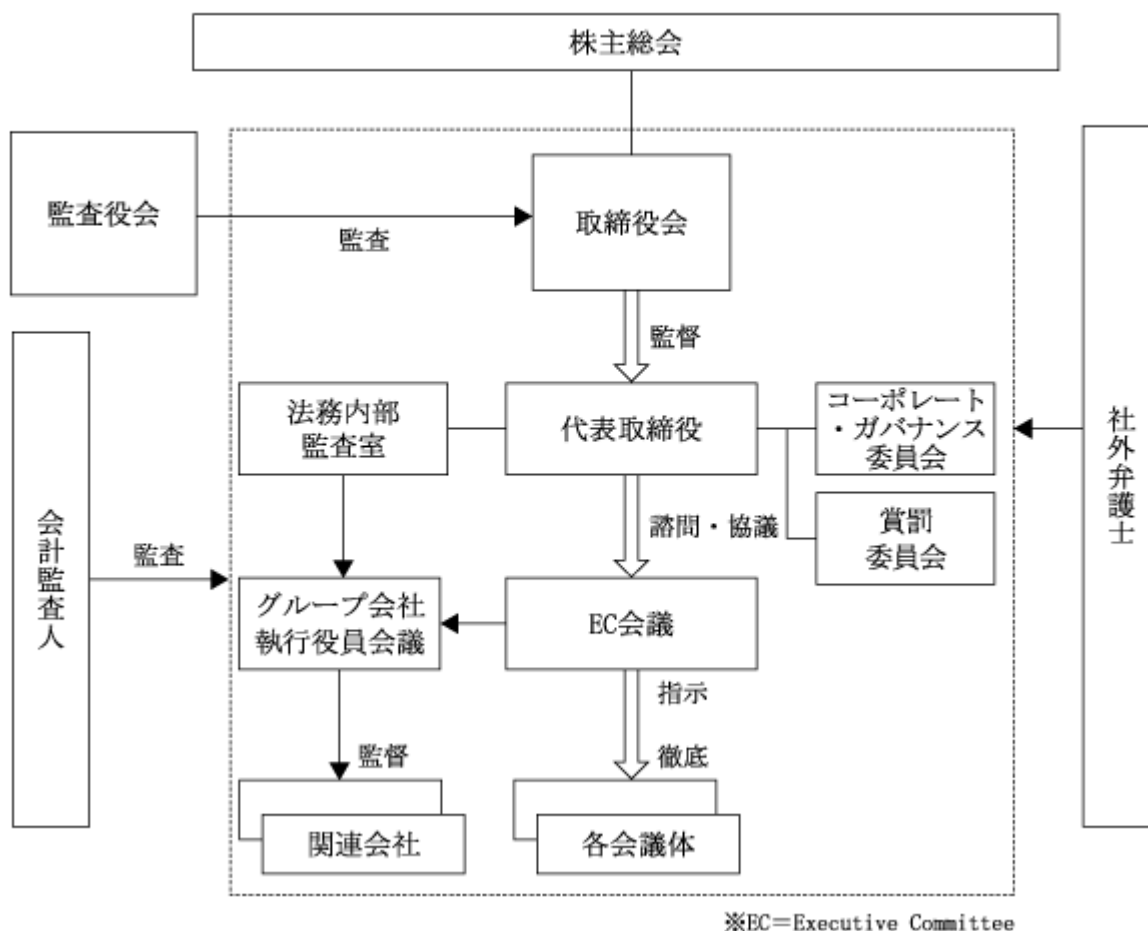 株主総会
監査役会
監査
取締役会
監督
法務内部
監査室
代表取締役
コーポレート
・ガバナンス
委員会
社外弁護士
諮問・協議
賞罰
委員会
会計監査人
監査
グループ会社
執行役員会議
EC会議
指示
監督
徹底
関連会社
各会議体
※EC=Executive Committee